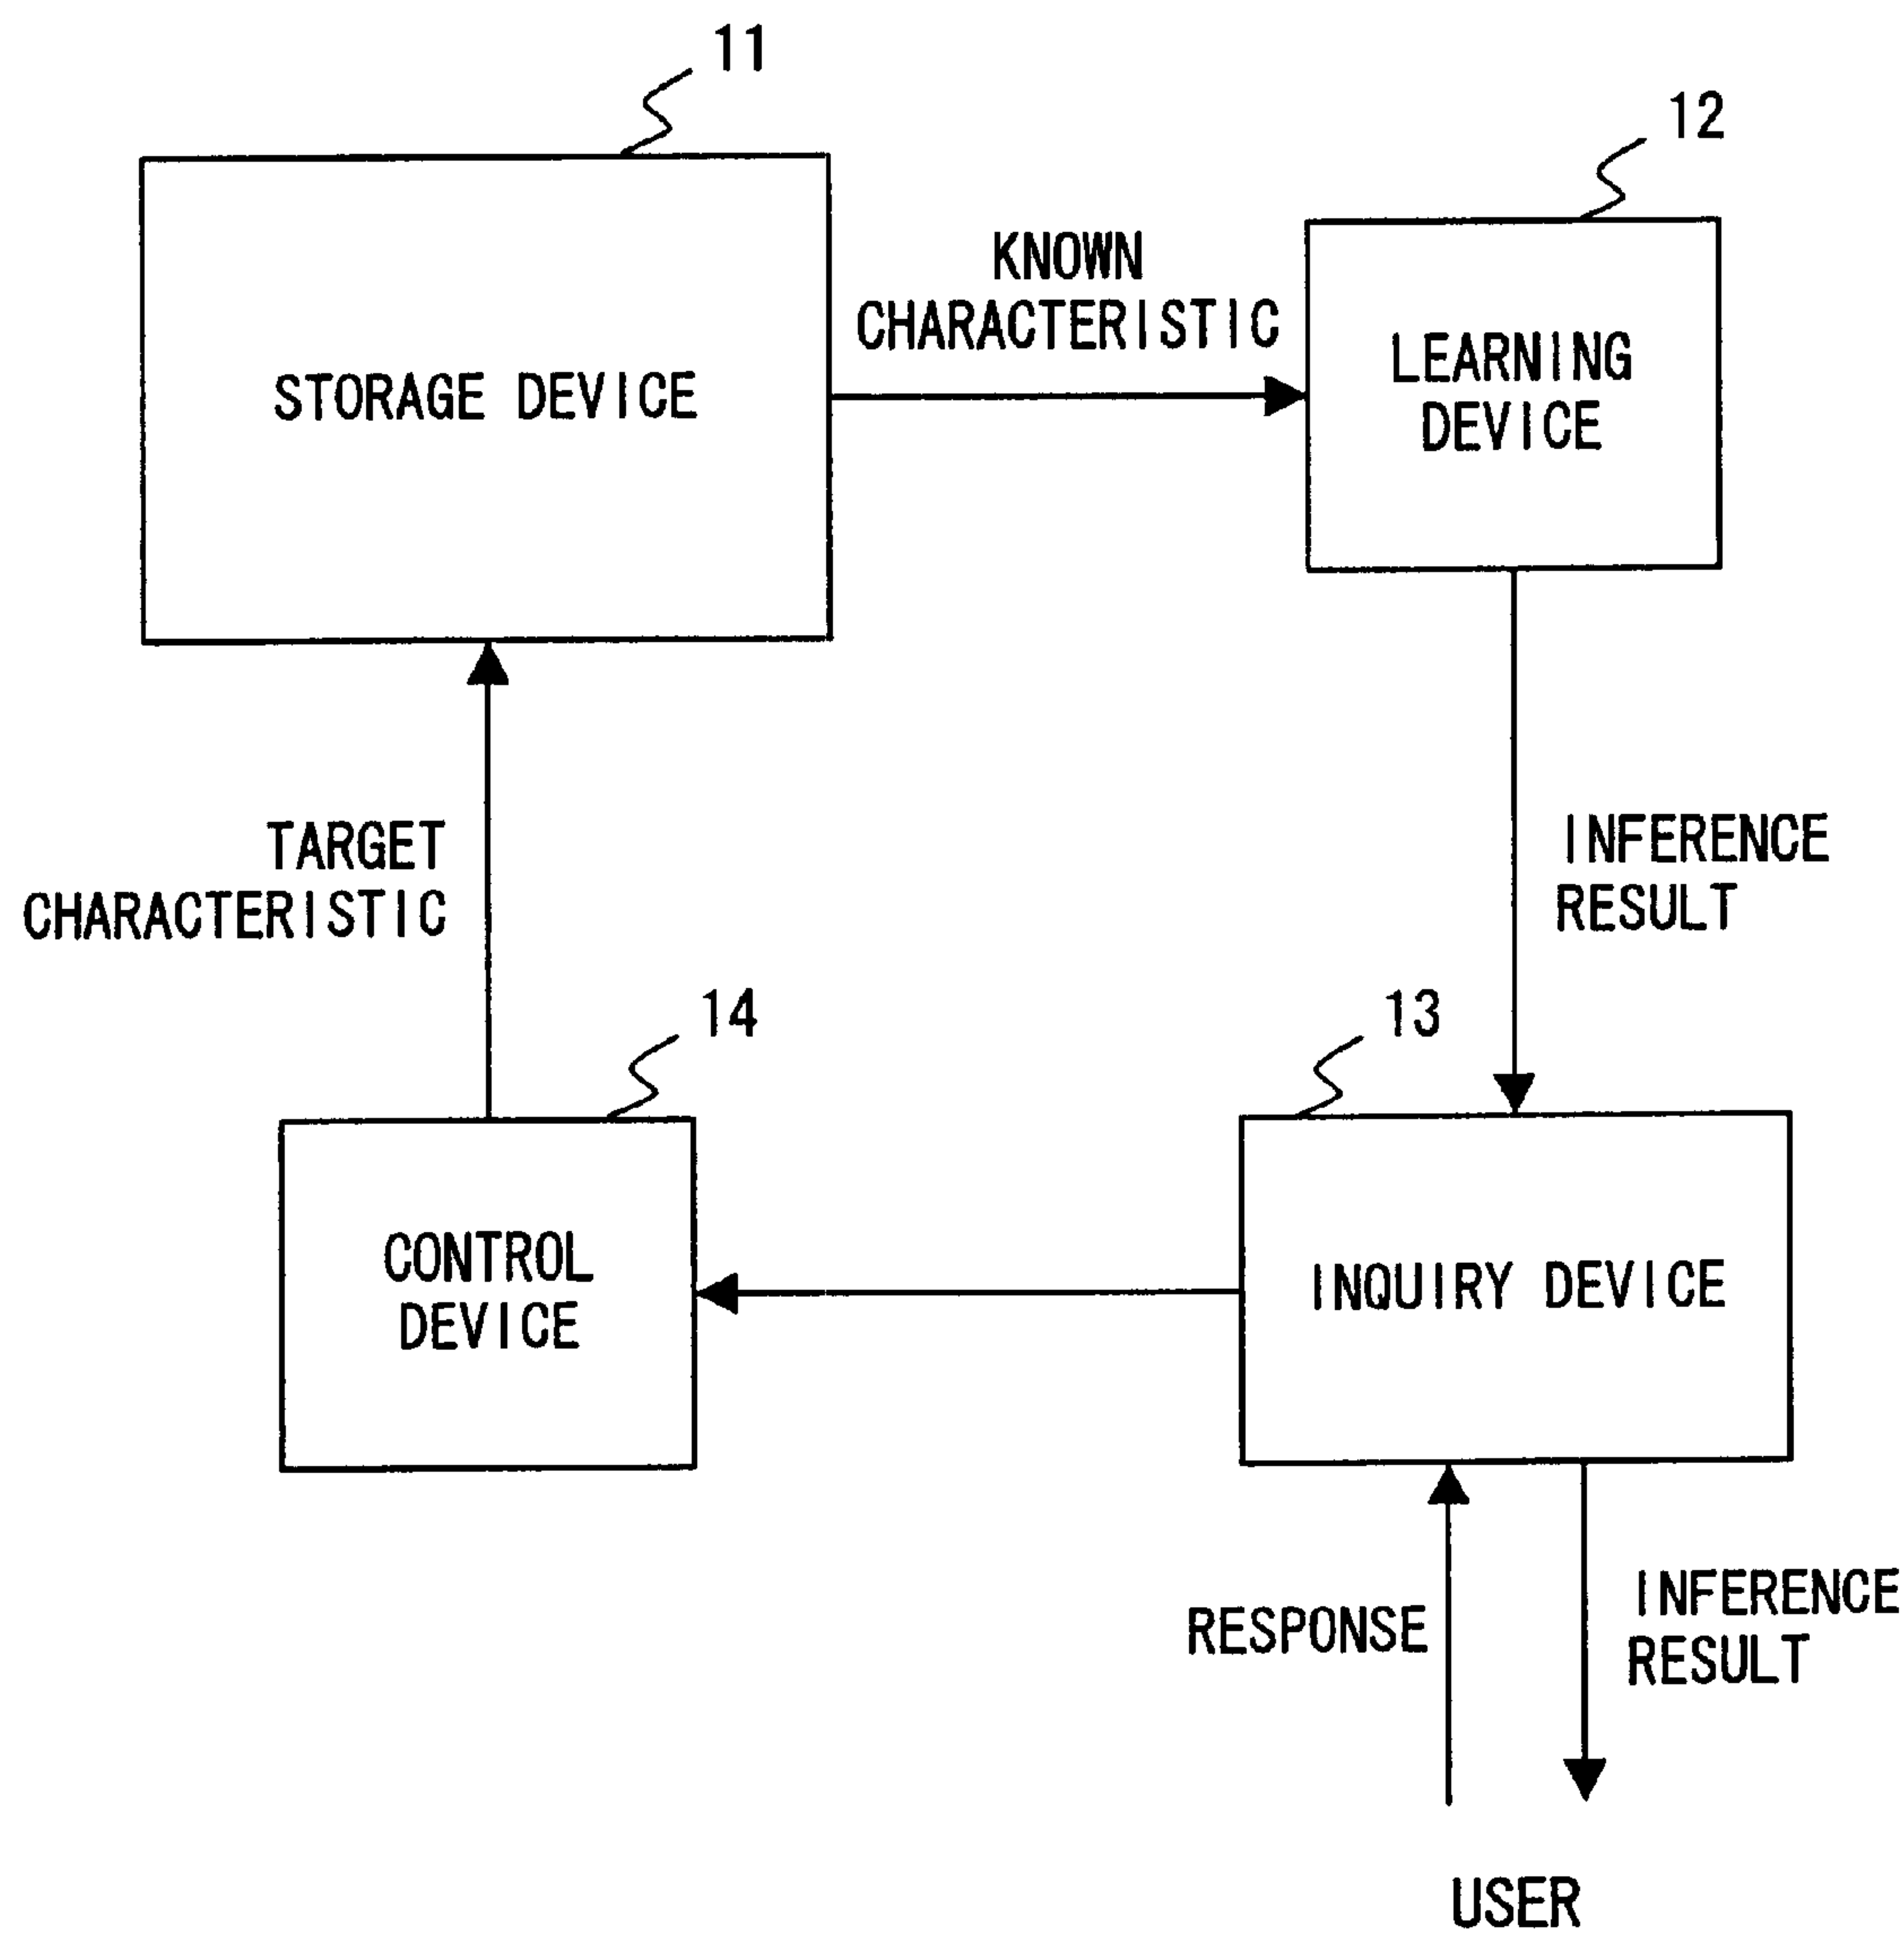 11
12
KNOWN
CHARACTERISTIC
STORAGE DEVICE
LEARNING
DEVICE
TARGET
CHARACTERISTIC
INFERENCE
RESULT
14
13
CONTROL
DEVICE
INQUIRY DEVICE
RESPONSE
INFERENCE
RESULT
USER